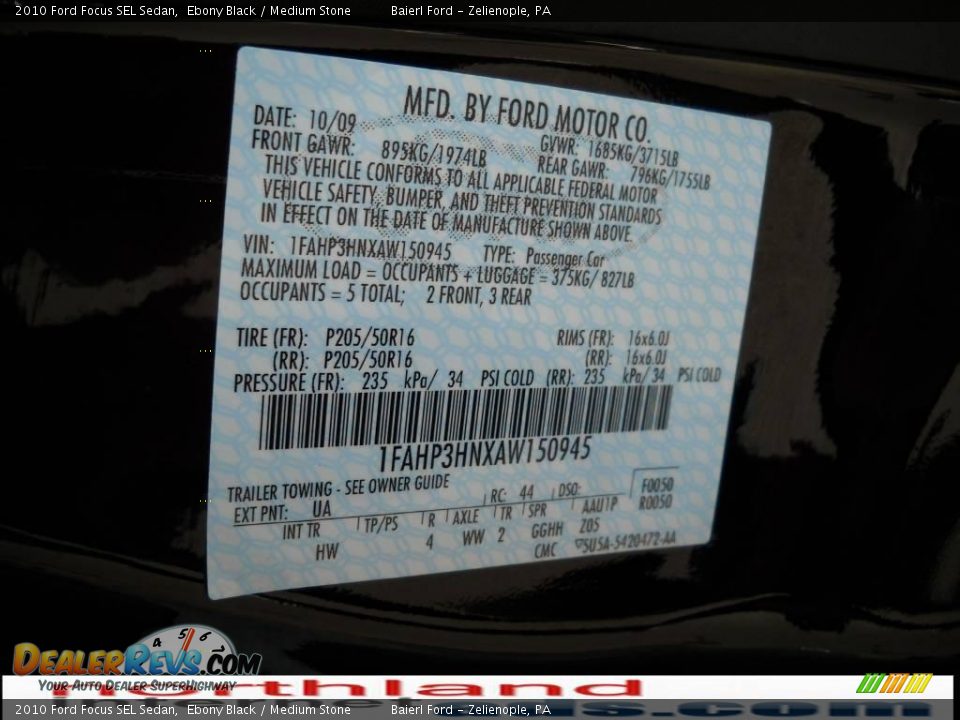 2010 Ford Focus SEL Sedan, Ebony Black / Medium Stone Baierl Ford - Zelienople, PA
MFD. BY FORD MOTOR CO.
DATE: 10/09 GVWR: 1685KG/3715LB
FRONT GAWR: 895KG/1974LB REAR GAWR: 796KG/1755LB
THIS VEHICLE CONFORMS TO ALL APPLICABLE FEDERAL MOTOR
VEHICLE SAFETY, BUMPER, AND THEFT PREVENTION STANDARDS
IN EFFECT ON THE DATE OF MANUFACTURE SHOWN ABOVE.
VIN: 1FAHP3HNXAW150945 TYPE: Passenger Car
MAXIMUM LOAD = OCCUPANTS + LUGGAGE = 375KG/ 827LB
OCCUPANTS = 5 TOTAL; 2 FRONT, 3 REAR
TIRE (FR): P205/50R16 RIMS (FR): 16x6.0J
(RR): P205/50R16 (RR): 16x6.0J
PRESSURE (FR): 235 kPa/ 34 PSI COLD (RR): 235 kPa/ 34 PSI COLD
1FAHP3HNXAW150945
TRAILER TOWING - SEE OWNER GUIDE
EXT PNT: UA RC: 44 DSO: F0050
R0050
INT TR TP/PS R AXLE TR SPR AAU1P
HW 4 WW 2 GGHH 205
CMC 5U5A-5420472-AA
DEALERREVS.COM
YOUR AUTO DEALER SUPERHIGHWAY
2010 Ford Focus SEL Sedan, Ebony Black / Medium Stone Baierl Ford - Zelienople, PA